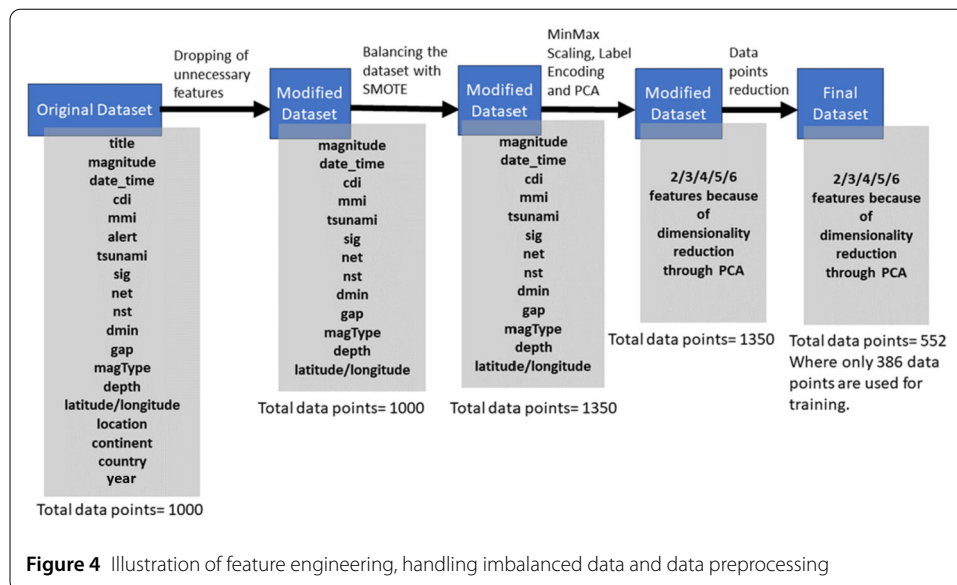 Dropping of
unnecessary
features
Balancing the
dataset with
SMOTE
MinMax
Scaling, Label
Encoding
and PCA
Data
points
reduction
Original Dataset
Modified
Dataset
Modified
Dataset
Modified
Dataset
Final
Dataset
title
magnitude
date_time
cdi
mmi
alert
tsunami
sig
net
nst
dmin
gap
magType
depth
latitude/longitude
location
continent
country
year
Total data points= 1000
magnitude
date_time
cdi
mmi
tsunami
sig
net
nst
dmin
gap
magType
depth
latitude/longitude
Total data points= 1000
magnitude
date_time
cdi
mmi
tsunami
sig
net
nst
dmin
gap
magType
depth
latitude/longitude
Total data points= 1350
2/3/4/5/6
features because
of
dimensionality
reduction
through PCA
Total data points= 1350
2/3/4/5/6
features because
of
dimensionality
reduction
through PCA
Total data points= 552
Where only 386 data
points are used for
training.
Figure 4 Illustration of feature engineering, handling imbalanced data and data preprocessing